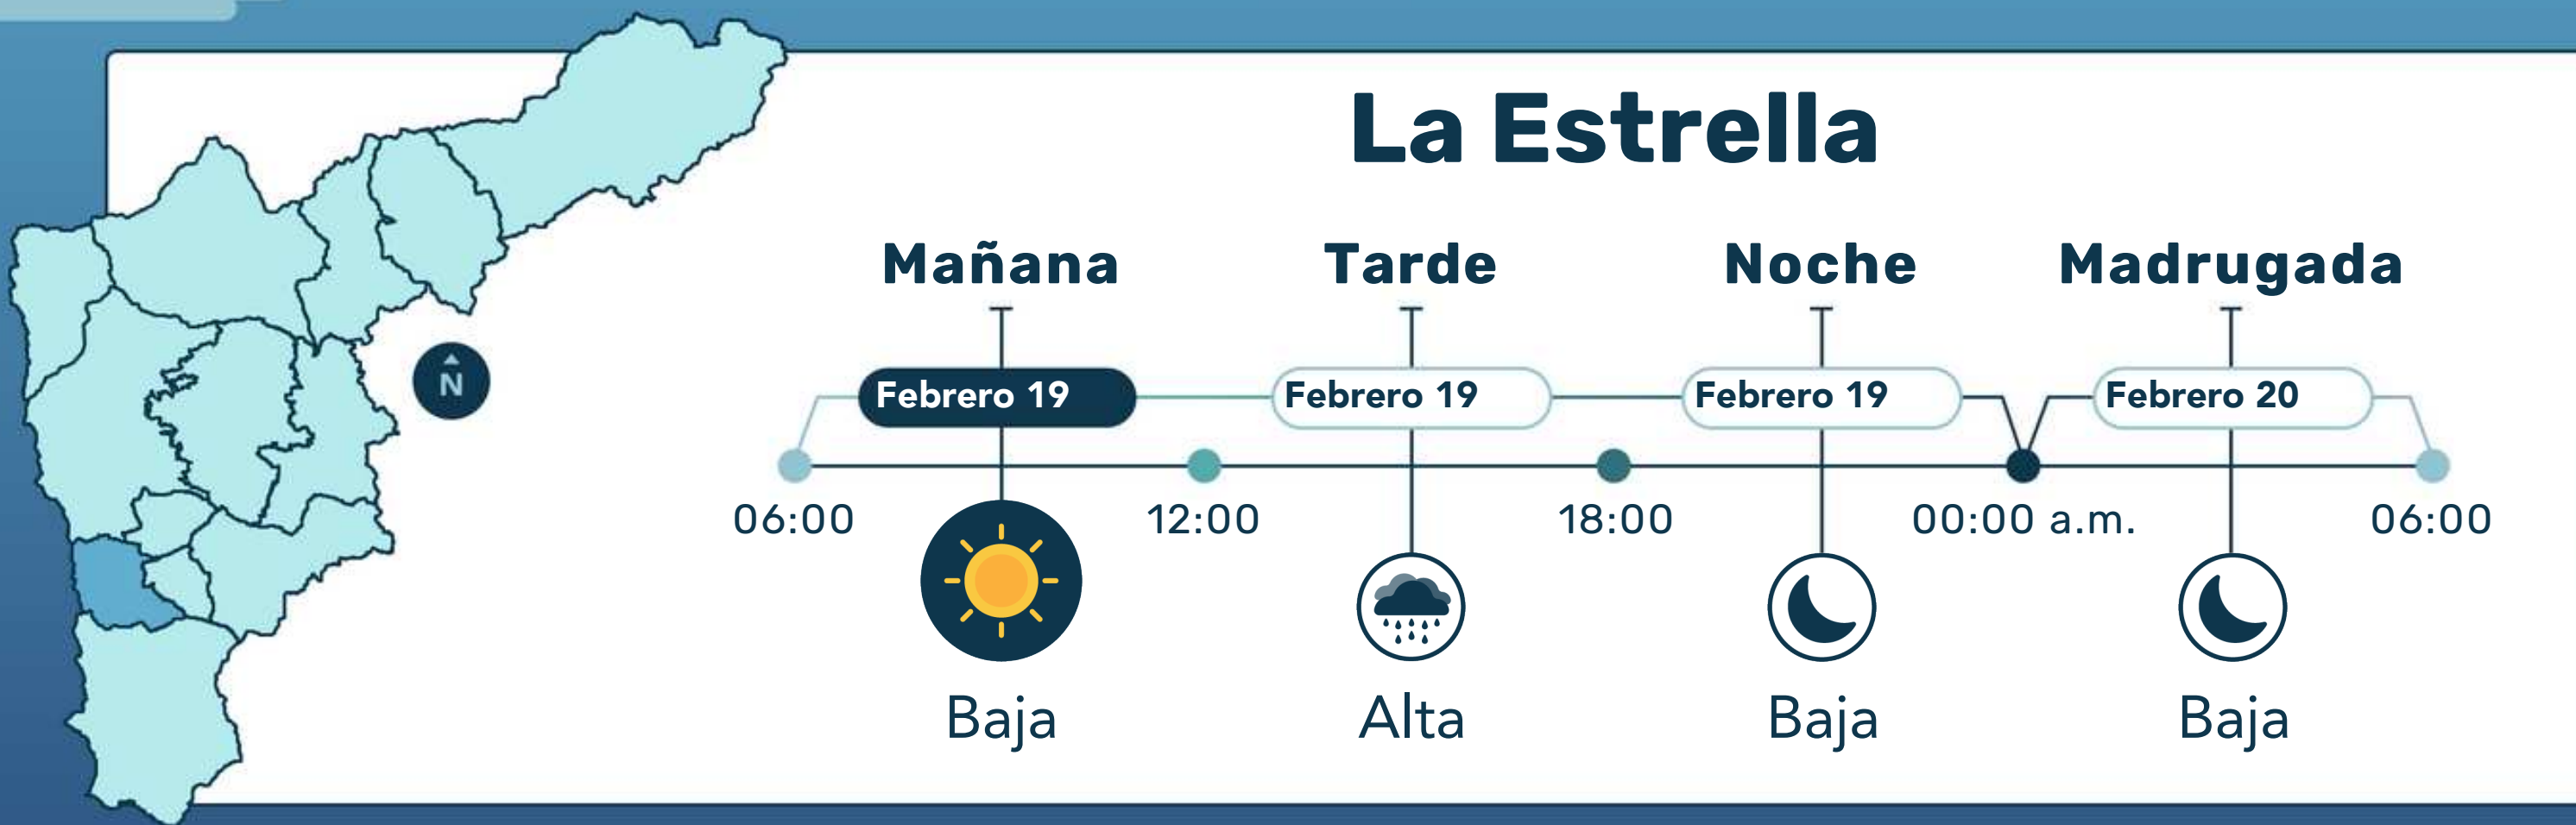 La Estrella
Mañana Tarde Noche Madrugada
N
Febrero 19 Febrero 19 Febrero 19 Febrero 20
06:00 12:00 18:00 00:00 a.m. 06:00
Baja Alta Baja Baja